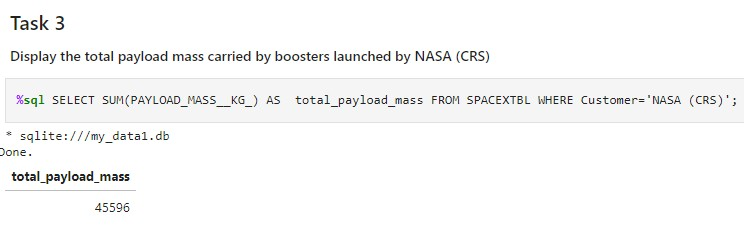 Task 3
Display the total payload mass carried by boosters launched by NASA (CRS)
%sql SELECT SUM(PAYLOAD_MASS__KG_) AS  total_payload_mass FROM SPACEXTBL WHERE Customer='NASA (CRS)';
* sqlite:///my_data1.db
Done.
total_payload_mass
45596